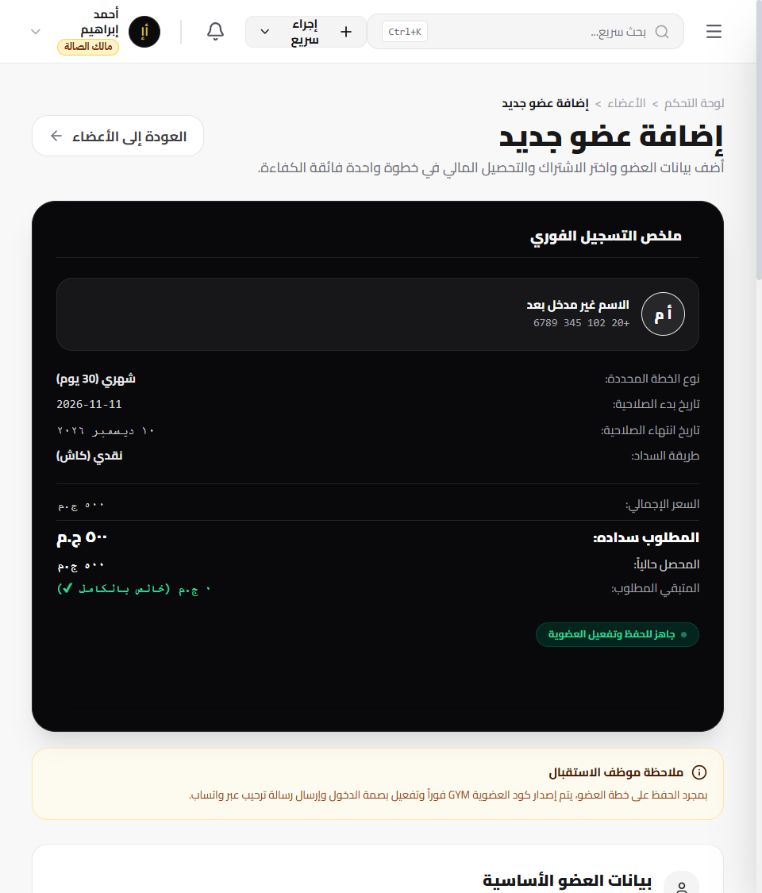 بحث سريع...
Ctrl+K
إجراء سريع
أإ
أحمد إبراهيم
مالك الصالة
لوحة التحكم > الأعضاء > إضافة عضو جديد
إضافة عضو جديد
العودة إلى الأعضاء
أضف بيانات العضو واختر الاشتراك والتحصيل المالي في خطوة واحدة فائقة الكفاءة.
ملخص التسجيل الفوري
أ م
الاسم غير مدخل بعد
+20 102 345 6789
نوع الخطة المحددة: شهري (30 يوم)
تاريخ بدء الصلاحية: 2026-11-11
تاريخ انتهاء الصلاحية: ١٠ ديسمبر ٢٠٢٦
طريقة السداد: نقدي (كاش)
السعر الإجمالي: ٥٠٠ ج.م
المطلوب سداده: ٥٠٠ ج.م
المحصل حالياً: ٥٠٠ ج.م
المتبقي المطلوب: ٠ ج.م (خالص بالكامل ✓)
جاهز للحفظ وتفعيل العضوية
ملاحظة موظف الاستقبال
بمجرد الحفظ على خطة العضو، يتم إصدار كود العضوية GYM فوراً وتفعيل بصمة الدخول وإرسال رسالة ترحيب عبر واتساب.
بيانات العضو الأساسية